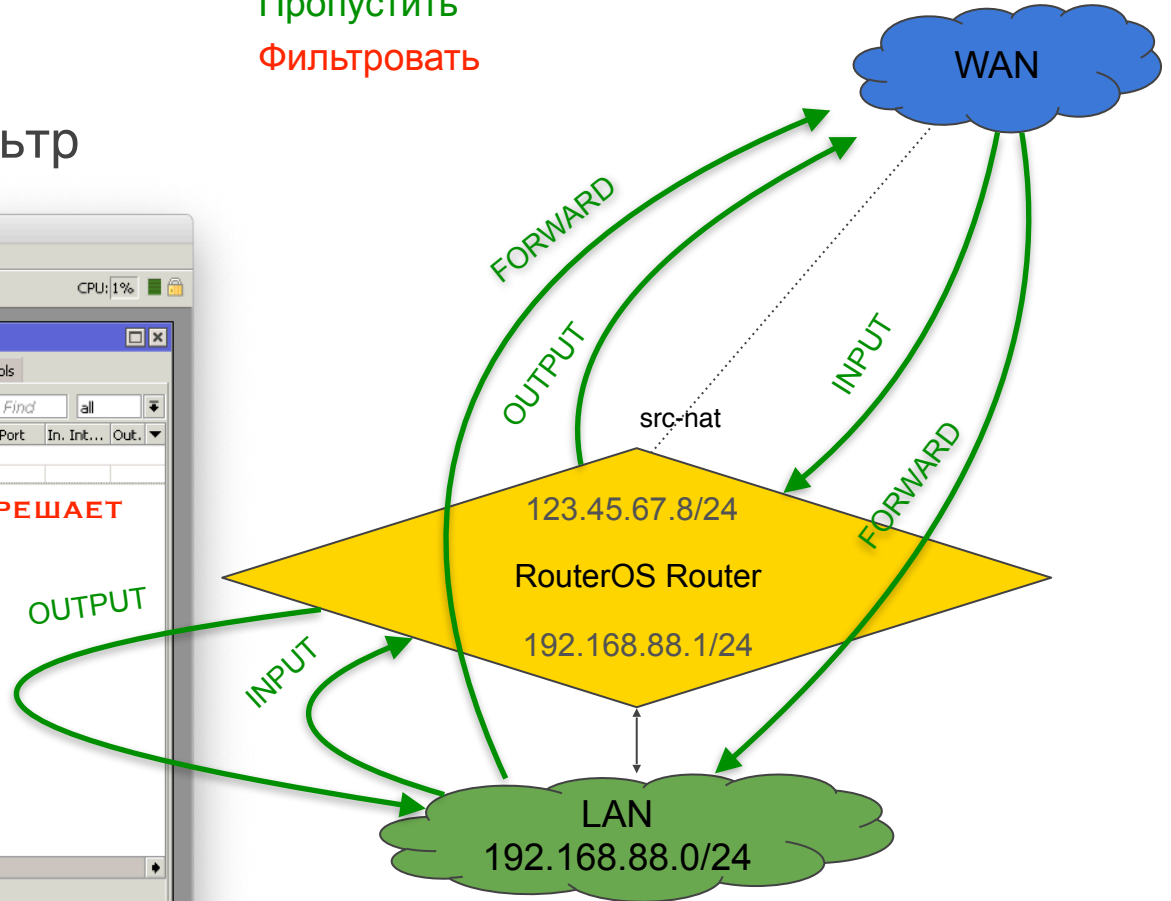 Пропустить
Фильтровать
WAN
ьтр
FORWARD
CPU: 1%
OUTPUT
INPUT
ols
Find
all
Port
In. Int...
Out.
src-nat
FORWARD
РЕШАЕТ
123.45.67.8/24
RouterOS Router
OUTPUT
192.168.88.1/24
INPUT
LAN
192.168.88.0/24